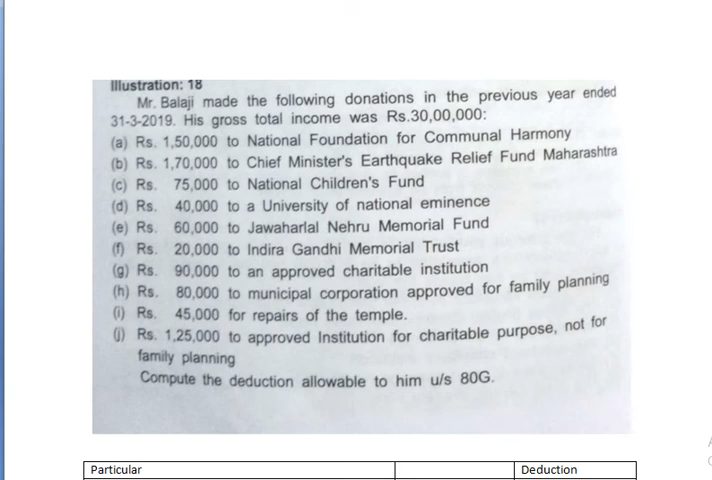 Illustration: 18
Mr. Balaji made the following donations in the previous year ended
31-3-2019. His gross total income was Rs.30,00,000:
(a) Rs. 1,50,000 to National Foundation for Communal Harmony
(b) Rs. 1,70,000 to Chief Minister's Earthquake Relief Fund Maharashtra
(c) Rs. 75,000 to National Children's Fund
(d) Rs. 40,000 to a University of national eminence
(e) Rs. 60,000 to Jawaharlal Nehru Memorial Fund
(f) Rs. 20,000 to Indira Gandhi Memorial Trust
(g) Rs. 90,000 to an approved charitable institution
(h) Rs. 80,000 to municipal corporation approved for family planning
(i) Rs. 45,000 for repairs of the temple.
(j) Rs. 1,25,000 to approved Institution for charitable purpose, not for
family planning
Compute the deduction allowable to him u/s 80G.
Particular Deduction